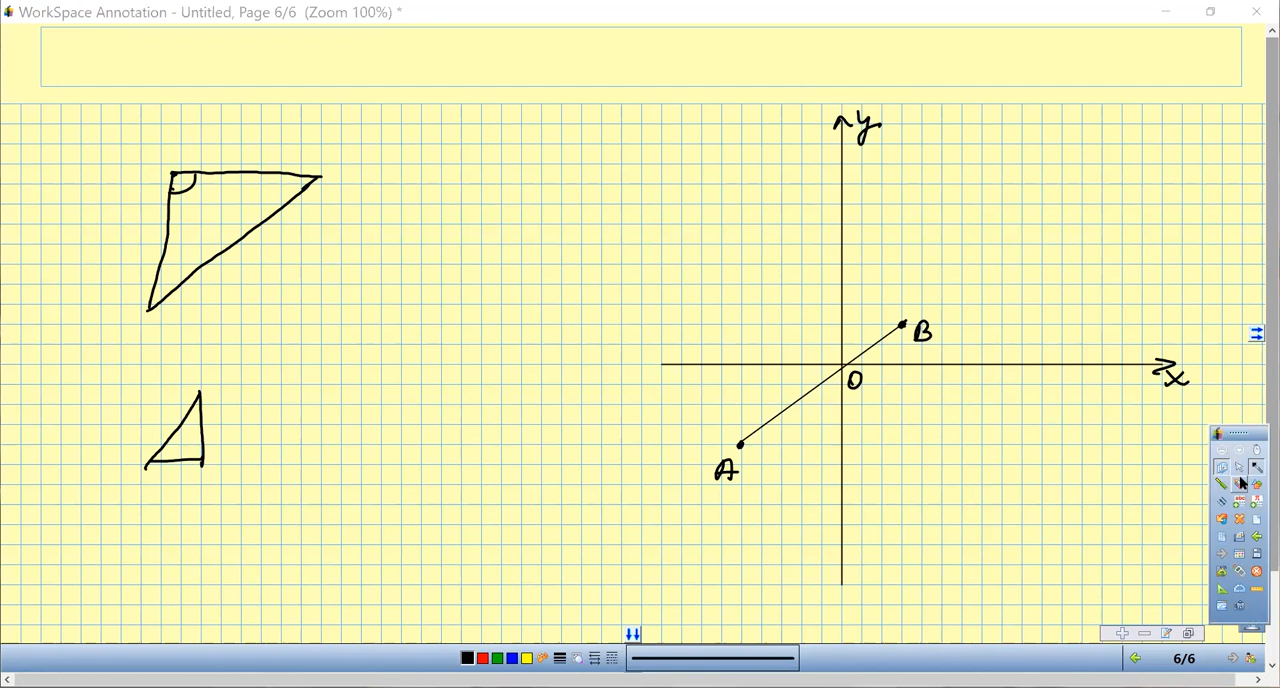 WorkSpace Annotation - Untitled, Page 6/6 (Zoom 100%) *
y
B
O
x
A
6/6